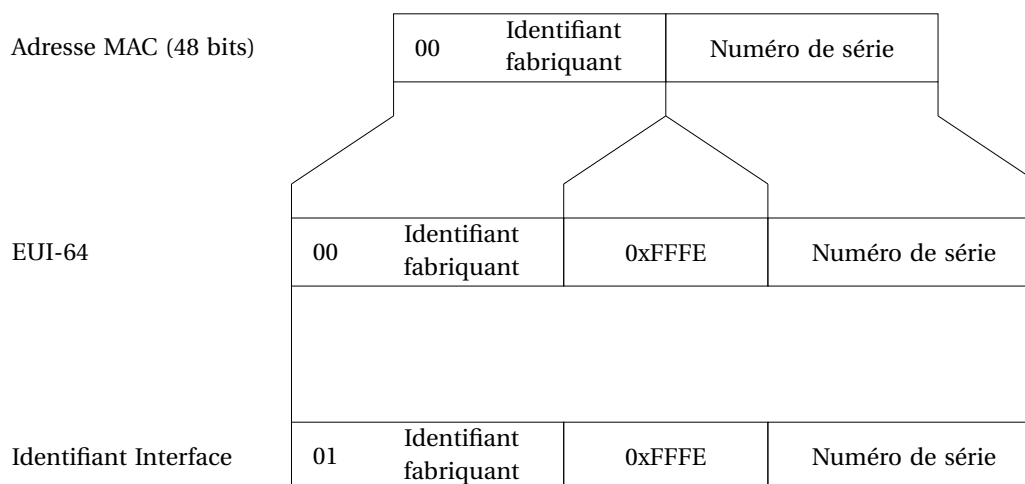 Adresse MAC (48 bits)
00
Identifiant
fabriquant
Numéro de série
EUI-64
00
Identifiant
fabriquant
0xFFFE
Numéro de série
Identifiant Interface
01
Identifiant
fabriquant
0xFFFE
Numéro de série